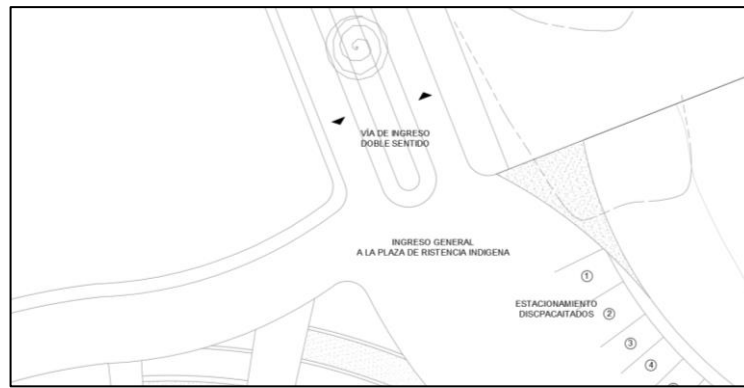 VÍA DE INGRESO
DOBLE SENTIDO
INGRESO GENERAL
A LA PLAZA DE RISTENCIA INDIGENA
1
ESTACIONAMIENTO
DISCPACAITADOS
2
3
4